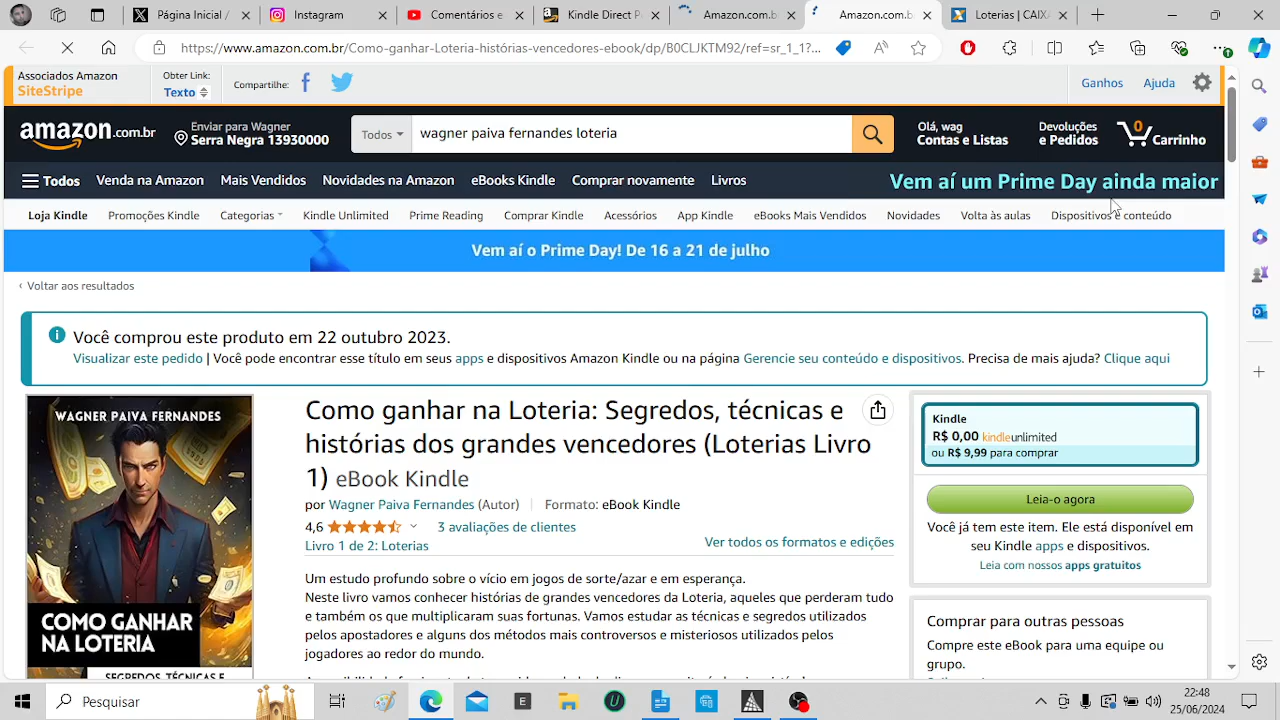 Página inicial /
Instagram
Comentários e
Kindle Direct P
Amazon.com.b
Amazon.com.b
Loterias | CAIXA
https://www.amazon.com.br/Como-ganhar-Loteria-histórias-vencedores-ebook/dp/B0CLJKTM92/ref=sr_1_1?...
Associados Amazon
SiteStripe
Obter Link:
Texto
Compartilhe:
Ganhos
Ajuda
amazon.com.br
Enviar para Wagner
Serra Negra 13930000
Todos
wagner paiva fernandes loteria
Olá, wag
Contas e Listas
Devoluções
e Pedidos
0
Carrinho
Todos
Venda na Amazon
Mais Vendidos
Novidades na Amazon
eBooks Kindle
Comprar novamente
Livros
Vem aí um Prime Day ainda maior
Loja Kindle
Promoções Kindle
Categorias
Kindle Unlimited
Prime Reading
Comprar Kindle
Acessórios
App Kindle
eBooks Mais Vendidos
Novidades
Volta às aulas
Dispositivos e conteúdo
Vem aí o Prime Day! De 16 a 21 de julho
‹ Voltar aos resultados
Você comprou este produto em 22 outubro 2023.
Visualizar este pedido | Você pode encontrar esse título em seus apps e dispositivos Amazon Kindle ou na página Gerencie seu conteúdo e dispositivos. Precisa de mais ajuda? Clique aqui
WAGNER PAIVA FERNANDES
COMO GANHAR
NA LOTERIA
SEGREDOS, TÉCNICAS E
Como ganhar na Loteria: Segredos, técnicas e
histórias dos grandes vencedores (Loterias Livro
1) eBook Kindle
por Wagner Paiva Fernandes (Autor)
Formato: eBook Kindle
4,6
3 avaliações de clientes
Livro 1 de 2: Loterias
Ver todos os formatos e edições
Um estudo profundo sobre o vício em jogos de sorte/azar e em esperança.
Neste livro vamos conhecer histórias de grandes vencedores da Loteria, aqueles que perderam tudo
e também os que multiplicaram suas fortunas. Vamos estudar as técnicas e segredos utilizados
pelos apostadores e alguns dos métodos mais controversos e misteriosos utilizados pelos
jogadores ao redor do mundo.
Kindle
R$ 0,00 kindleunlimited
ou R$ 9,99 para comprar
Leia-o agora
Você já tem este item. Ele está disponível em
seu Kindle apps e dispositivos.
Leia com nossos apps gratuitos
Comprar para outras pessoas
Compre este eBook para uma equipe ou
grupo.
Pesquisar
22:48
25/06/2024